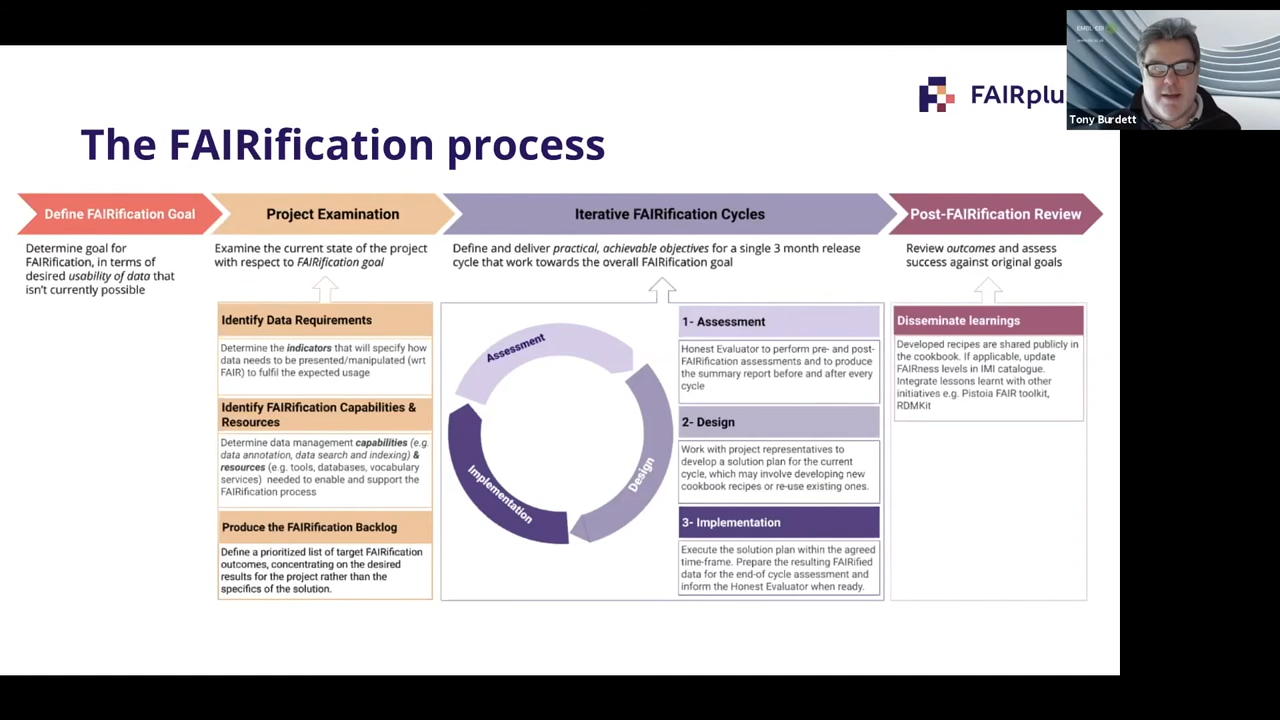 EMBL-EBI
FAIRplu
Tony Burdett
The FAIRification process
Define FAIRification Goal
Project Examination
Iterative FAIRification Cycles
Post-FAIRification Review
Determine goal for
FAIRification, in terms of
desired usability of data that
isn't currently possible
Examine the current state of the project
with respect to FAIRification goal
Define and deliver practical, achievable objectives for a single 3 month release
cycle that work towards the overall FAIRification goal
Review outcomes and assess
success against original goals
Identify Data Requirements
Determine the indicators that will specify how
data needs to be presented/manipulated (wrt
FAIR) to fulfil the expected usage
Identify FAIRification Capabilities &
Resources
Determine data management capabilities (e.g.
data annotation, data search and indexing) &
resources (e.g. tools, databases, vocabulary
services) needed to enable and support the
FAIRification process
Produce the FAIRification Backlog
Define a prioritized list of target FAIRification
outcomes, concentrating on the desired
results for the project rather than the
specifics of the solution.
Assessment
Design
Implementation
1- Assessment
Honest Evaluator to perform pre- and post-
FAIRification assessments and to produce
the summary report before and after every
cycle
2- Design
Work with project representatives to
develop a solution plan for the current
cycle, which may involve developing new
cookbook recipes or re-use existing ones.
3- Implementation
Execute the solution plan within the agreed
time-frame. Prepare the resulting FAIRified
data for the end-of cycle assessment and
inform the Honest Evaluator when ready.
Disseminate learnings
Developed recipes are shared publicly in
the cookbook. If applicable, update
FAIRness levels in IMI catalogue.
Integrate lessons learnt with other
initiatives e.g. Pistoia FAIR toolkit,
RDMKit